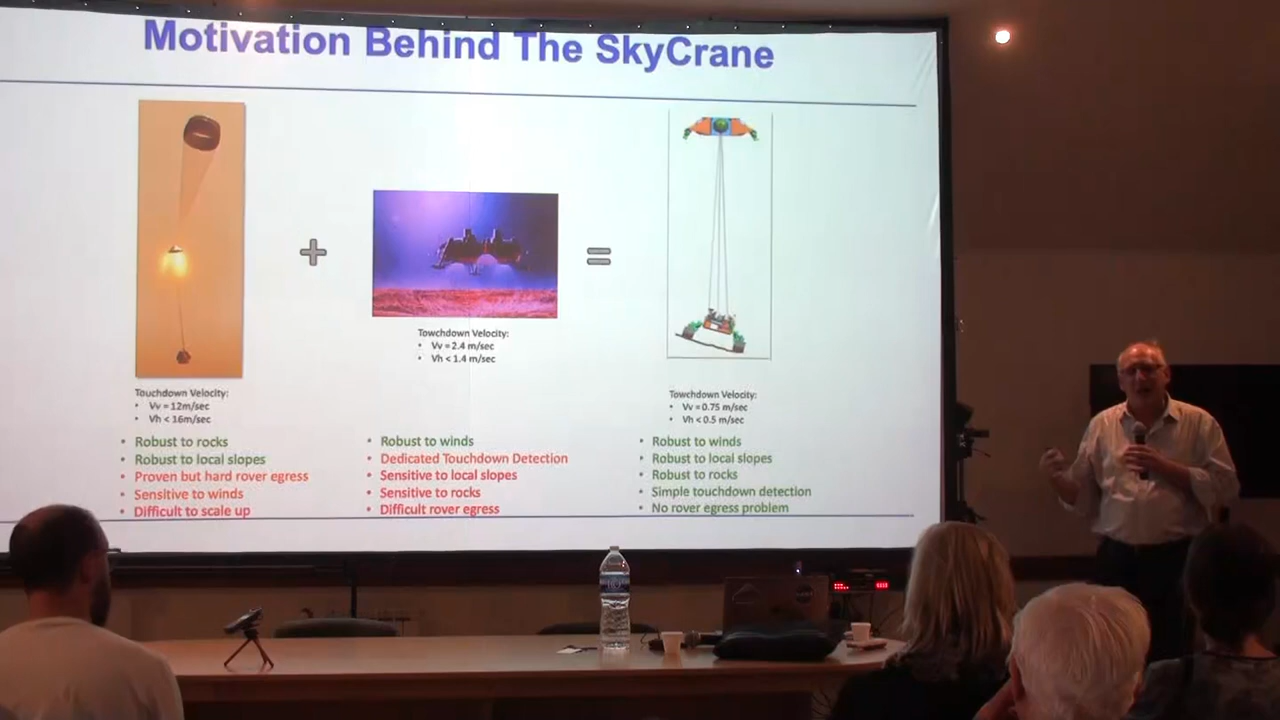 Motivation Behind The SkyCrane
+
=
Touchdown Velocity:
• Vv = 12m/sec
• Vh < 16m/sec
• Robust to rocks
• Robust to local slopes
• Proven but hard rover egress
• Sensitive to winds
• Difficult to scale up
Towchdown Velocity:
• Vv = 2.4 m/sec
• Vh < 1.4 m/sec
• Robust to winds
• Dedicated Touchdown Detection
• Sensitive to local slopes
• Sensitive to rocks
• Difficult rover egress
Towchdown Velocity:
• Vv = 0.75 m/sec
• Vh < 0.5 m/sec
• Robust to winds
• Robust to local slopes
• Robust to rocks
• Simple touchdown detection
• No rover egress problem